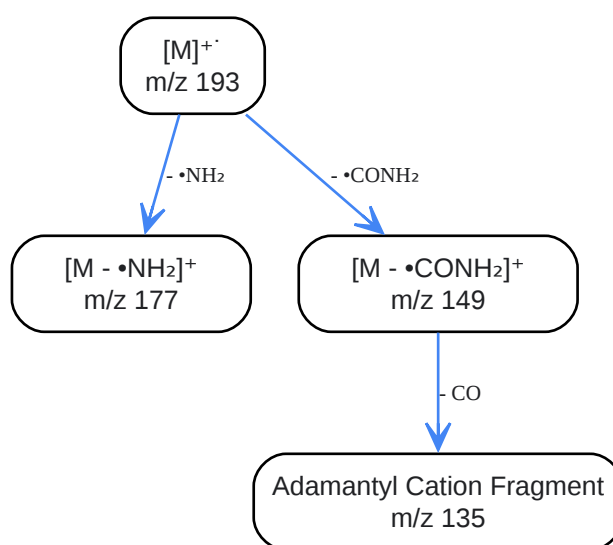 [M]⁺˙
m/z 193
- •NH₂
- •CONH₂
[M - •NH₂]⁺
m/z 177
[M - •CONH₂]⁺
m/z 149
- CO
Adamantyl Cation Fragment
m/z 135